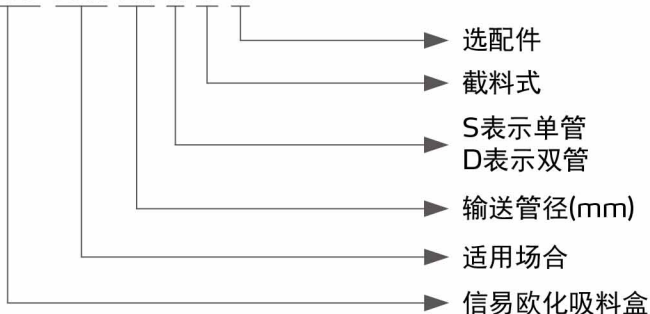 选配件
截料式
S表示单管
D表示双管
输送管径(mm)
适用场合
信易欧化吸料盒